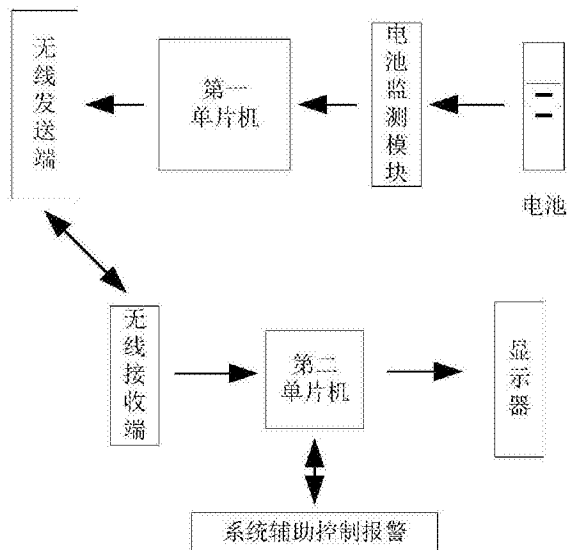 无线发送端
第一
单片机
电池监测模块
电池
无线接收端
第二
单片机
显示器
系统辅助控制报警